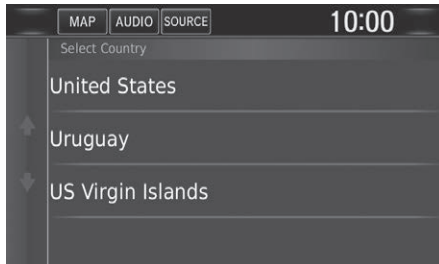 MAP AUDIO SOURCE 10:00
Select Country
United States
Uruguay
US Virgin Islands